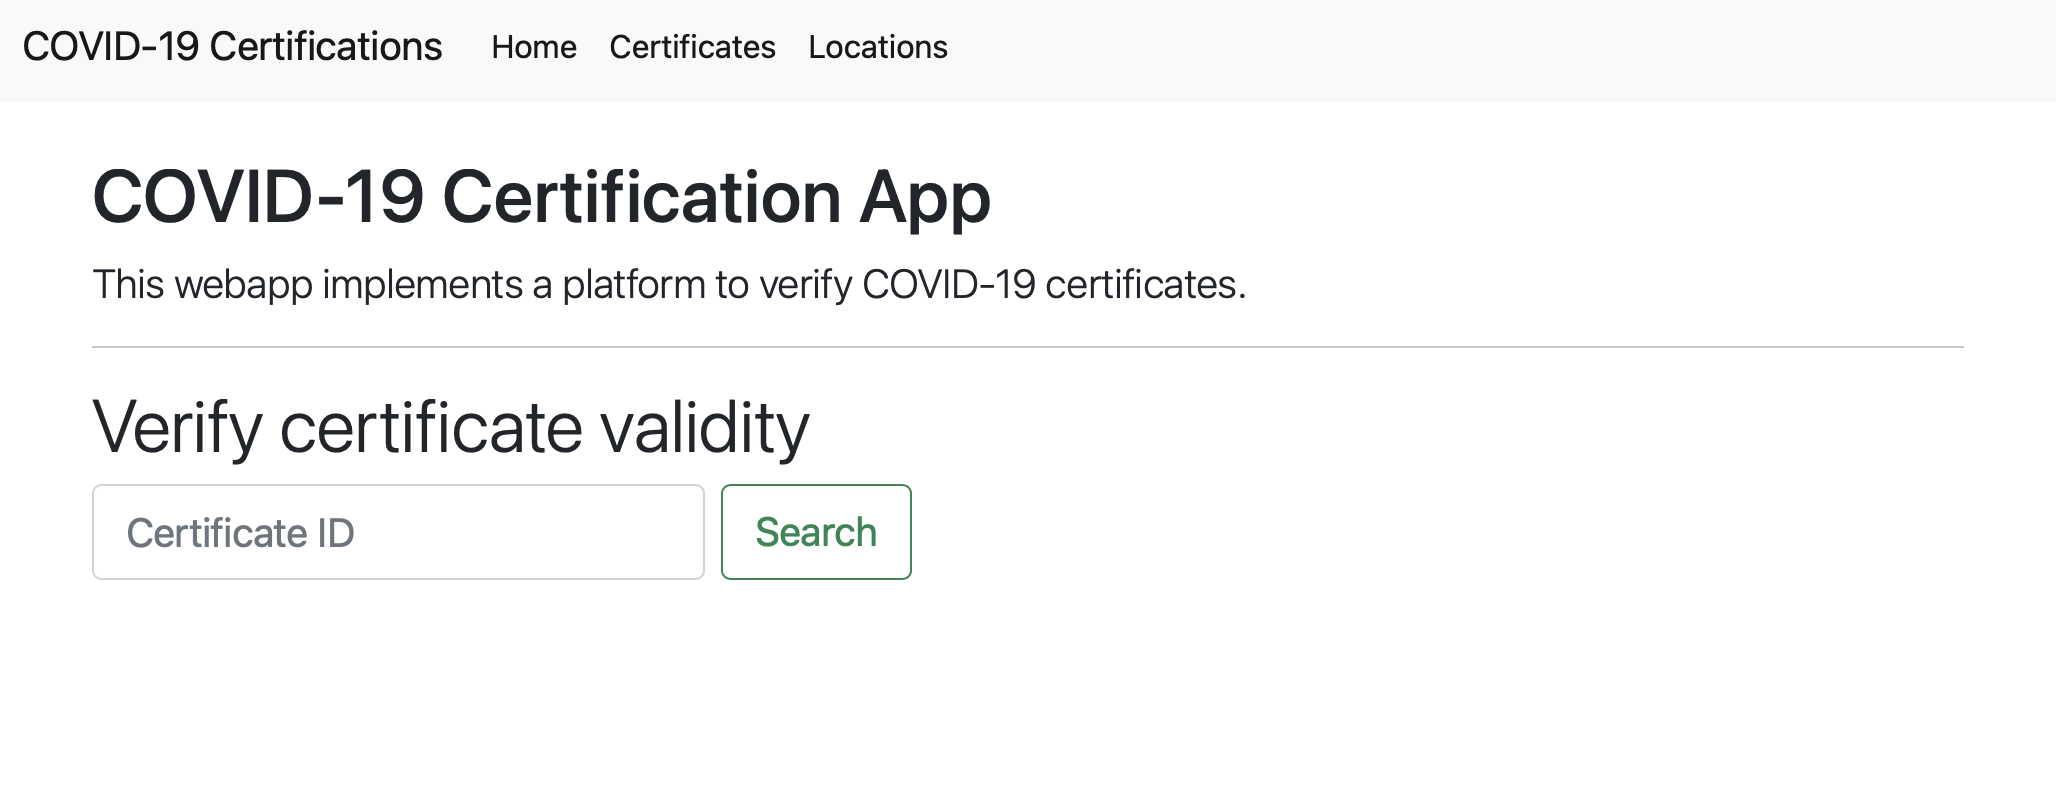 COVID-19 Certifications Home Certificates Locations
COVID-19 Certification App
This webapp implements a platform to verify COVID-19 certificates.
Verify certificate validity
Certificate ID Search